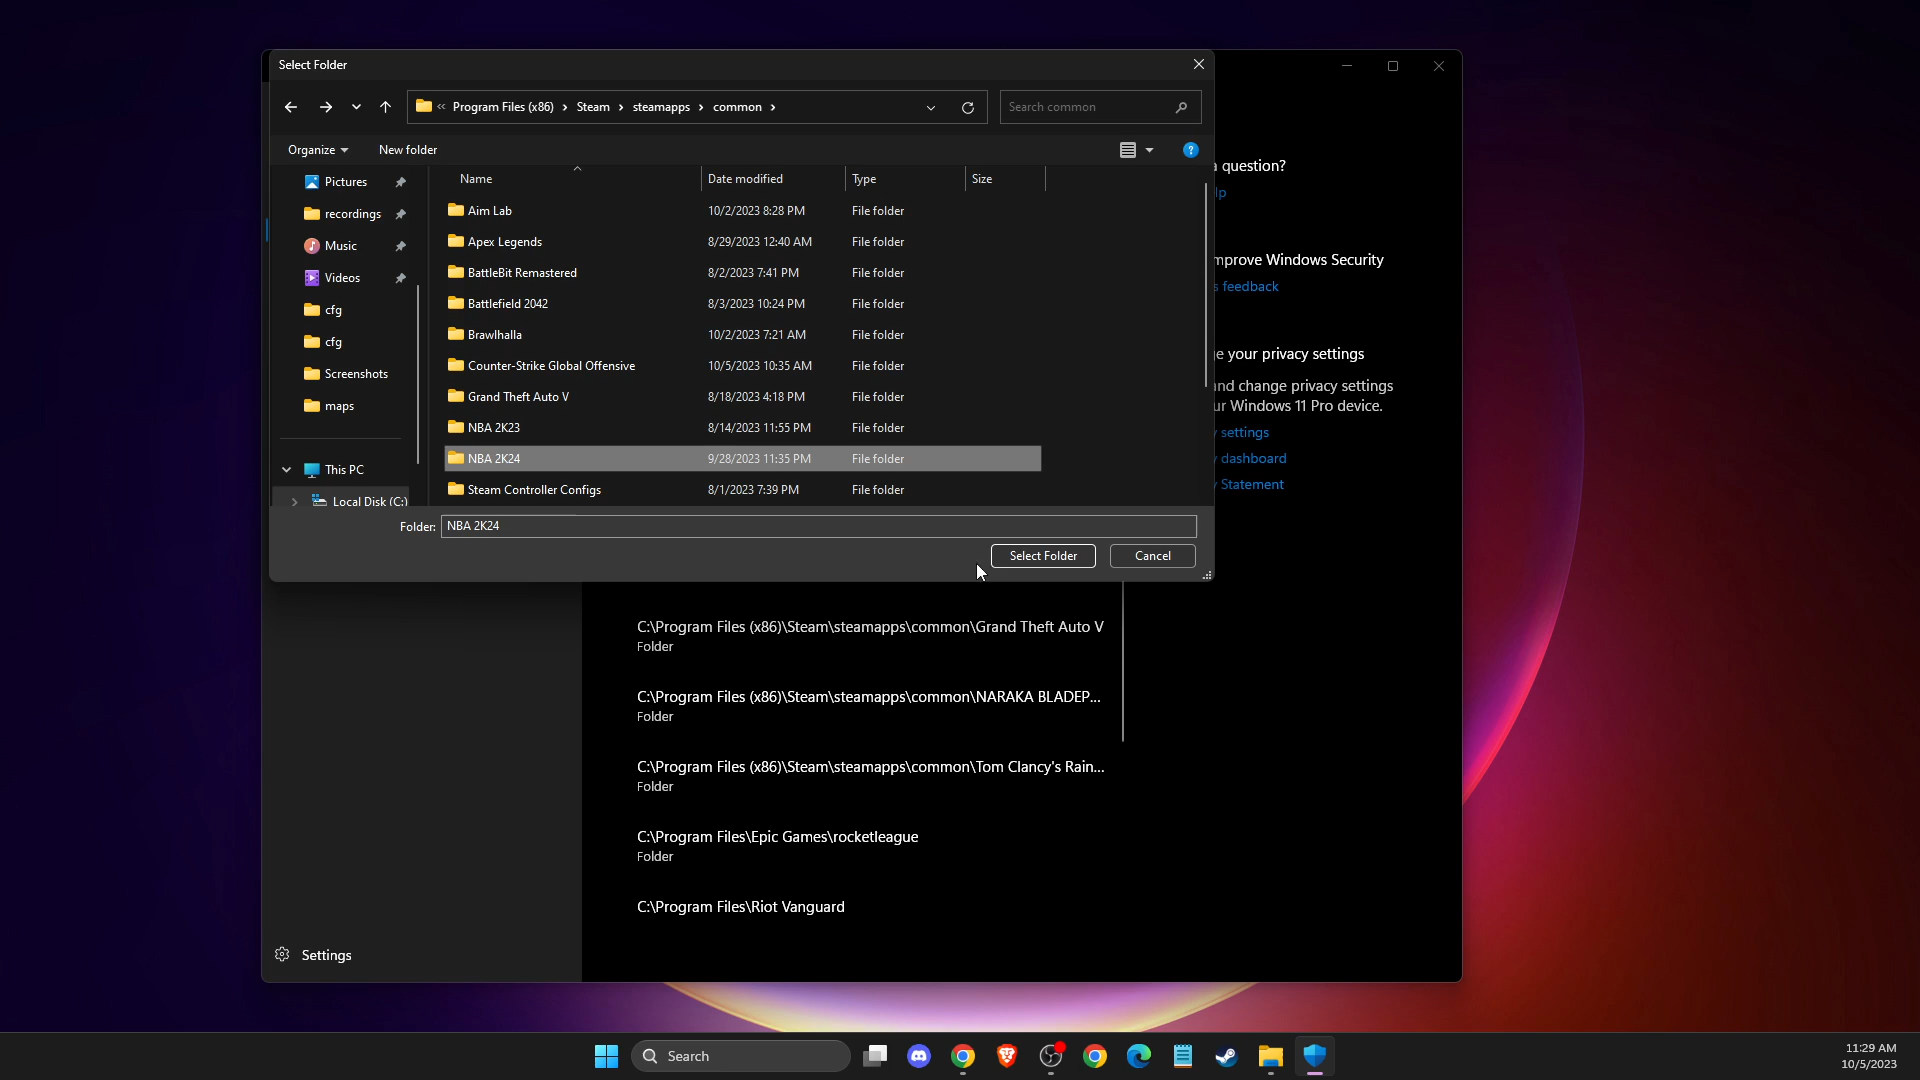 Select Folder
Program Files (x86) > Steam > steamapps > common >
Search common
Organize
New folder
Pictures
recordings
Music
Videos
cfg
cfg
Screenshots
maps
This PC
Local Disk (C:)
Name Date modified Type Size
Aim Lab 10/2/2023 8:28 PM File folder
Apex Legends 8/29/2023 12:40 AM File folder
BattleBit Remastered 8/2/2023 7:41 PM File folder
Battlefield 2042 8/3/2023 10:24 PM File folder
Brawlhalla 10/2/2023 7:21 AM File folder
Counter-Strike Global Offensive 10/5/2023 10:35 AM File folder
Grand Theft Auto V 8/18/2023 4:18 PM File folder
NBA 2K23 8/14/2023 11:55 PM File folder
NBA 2K24 9/28/2023 11:35 PM File folder
Steam Controller Configs 8/1/2023 7:39 PM File folder
Folder: NBA 2K24
Select Folder
Cancel
question?
lp
mprove Windows Security
s feedback
e your privacy settings
nd change privacy settings
ur Windows 11 Pro device.
settings
dashboard
Statement
C:\Program Files (x86)\Steam\steamapps\common\Grand Theft Auto V
Folder
C:\Program Files (x86)\Steam\steamapps\common\NARAKA BLADEP...
Folder
C:\Program Files (x86)\Steam\steamapps\common\Tom Clancy's Rain...
Folder
C:\Program Files\Epic Games\rocketleague
Folder
C:\Program Files\Riot Vanguard
Settings
Search
11:29 AM
10/5/2023